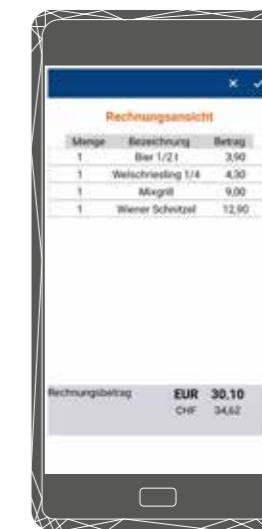 Rechnungsansicht
Menge Bezeichnung Betrag
1 Bier 1/2 l 3,90
1 Welschriesling 1/4 4,30
1 Mixgrill 9,00
1 Wiener Schnitzel 12,90
Rechnungsbetrag EUR 30,10
CHF 34,62